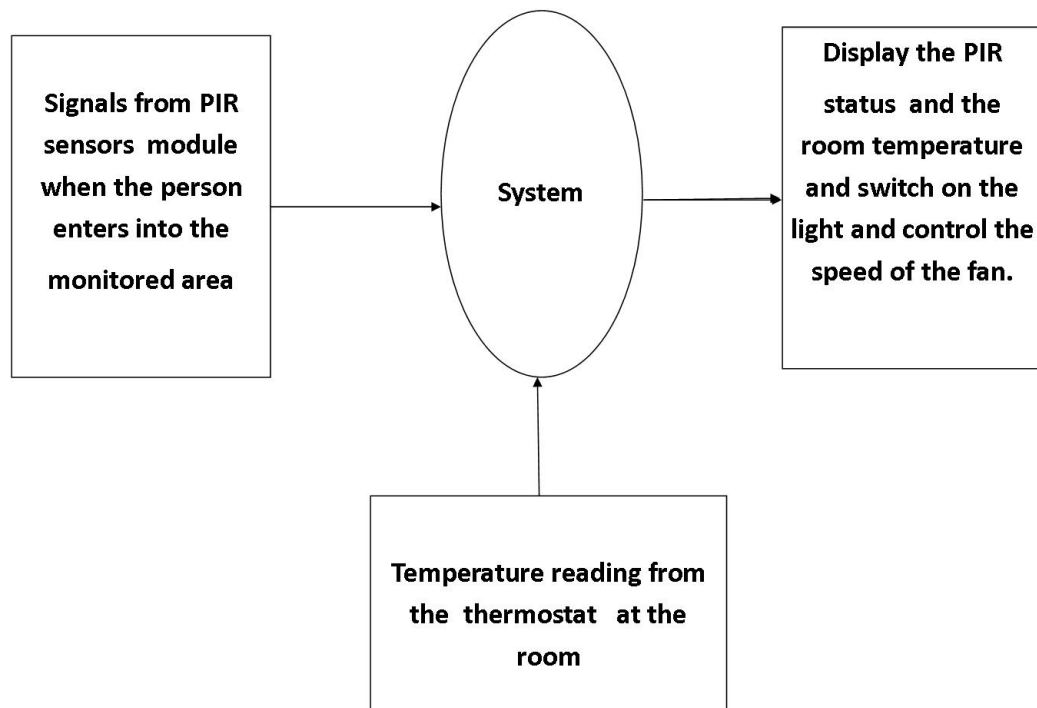 Signals from PIR
sensors module
when the person
enters into the
monitored area
System
Display the PIR
status and the
room temperature
and switch on the
light and control the
speed of the fan.
Temperature reading from
the thermostat at the
room